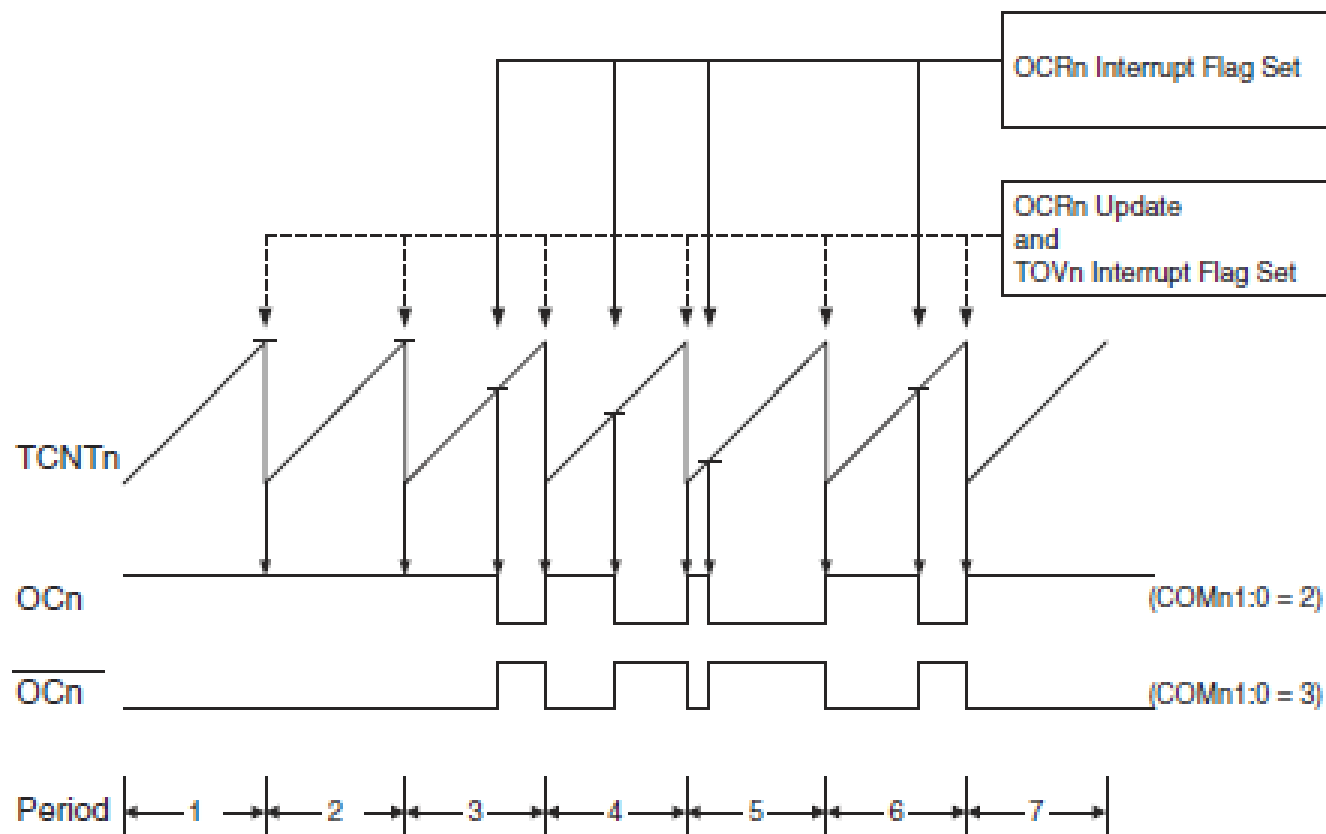 OCRn Interrupt Flag Set
OCRn Update
and
TOVn Interrupt Flag Set
TCNTn
OCn
(COMn1:0 = 2)
OCn
(COMn1:0 = 3)
Period
1
2
3
4
5
6
7